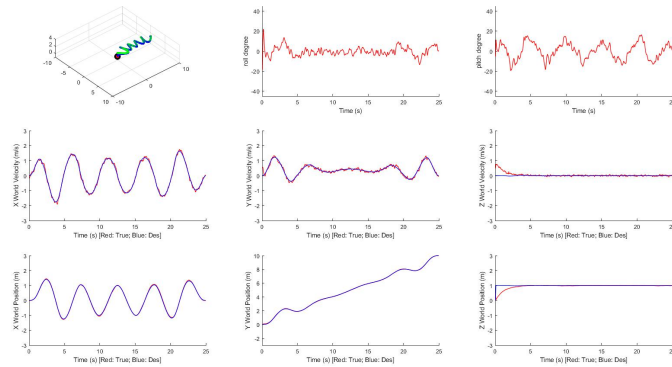 4
2
0
-10
-5
0
5
10
-10
0
10
40
20
0
-20
-40
roll degree
0 5 10 15 20 25
Time (s)
40
20
0
-20
-40
pitch degree
0 5 10 15 20 25
Time (s)
3
2
1
0
-1
-2
-3
X World Velocity (m/s)
0 5 10 15 20 25
Time (s) [Red: True; Blue: Des]
3
2
1
0
-1
-2
-3
Y World Velocity (m/s)
0 5 10 15 20 25
Time (s) [Red: True; Blue: Des]
3
2
1
0
-1
-2
-3
Z World Velocity (m/s)
0 5 10 15 20 25
Time (s) [Red: True; Blue: Des]
3
2
1
0
-1
-2
-3
X World Position (m)
0 5 10 15 20 25
Time (s) [Red: True; Blue: Des]
10
8
6
4
2
0
-2
Y World Position (m)
0 5 10 15 20 25
Time (s) [Red: True; Blue: Des]
3
2
1
0
-1
-2
-3
Z World Position (m)
0 5 10 15 20 25
Time (s) [Red: True; Blue: Des]